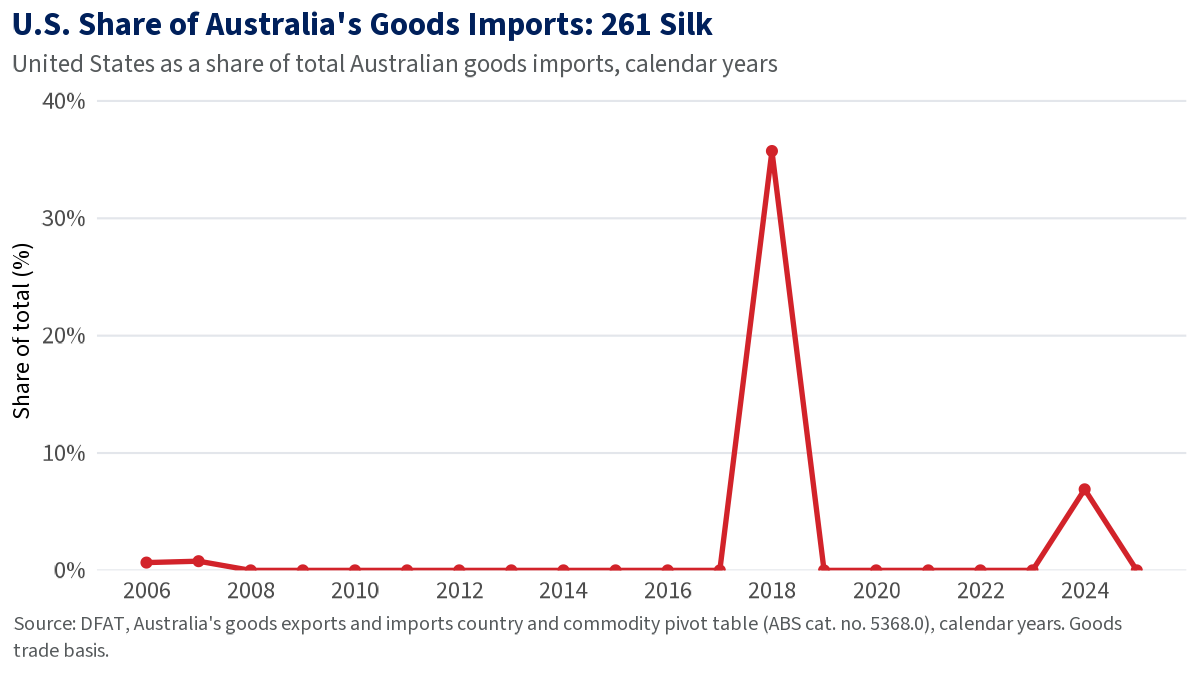 U.S. Share of Australia's Goods Imports: 261 Silk
United States as a share of total Australian goods imports, calendar years
40%
30%
20%
10%
0%
Share of total (%)
2006 2008 2010 2012 2014 2016 2018 2020 2022 2024
Source: DFAT, Australia's goods exports and imports country and commodity pivot table (ABS cat. no. 5368.0), calendar years. Goods
trade basis.